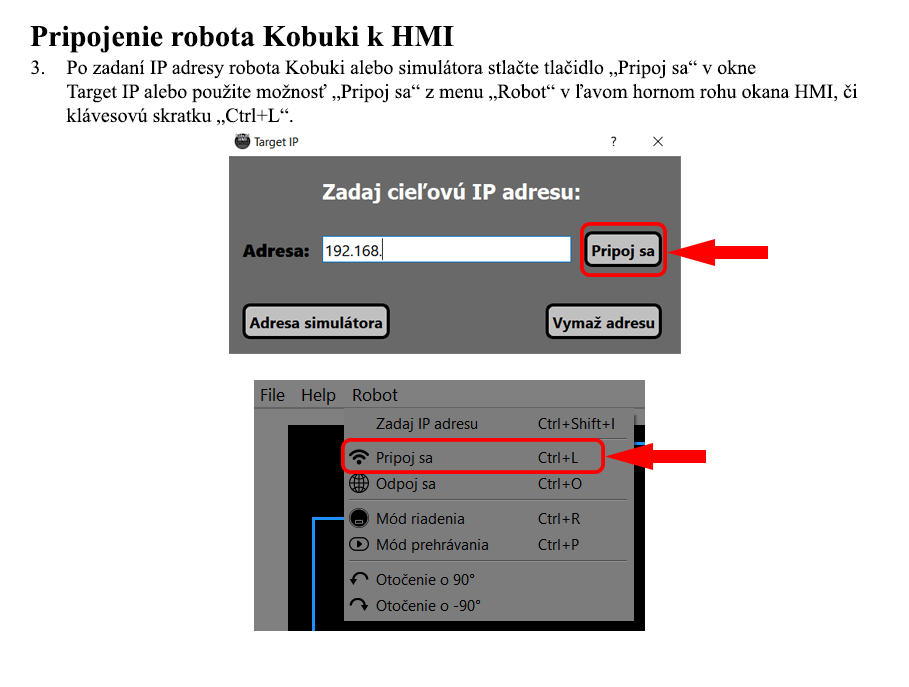 Pripojenie robota Kobuki k HMI
3. Po zadaní IP adresy robota Kobuki alebo simulátora stlačte tlačidlo „Pripoj sa“ v okne
Target IP alebo použite možnosť „Pripoj sa“ z menu „Robot“ v ľavom hornom rohu okana HMI, či
klávesovú skratku „Ctrl+L“.
Target IP ?
Zadaj cieľovú IP adresu:
Adresa: 192.168. Pripoj sa
Adresa simulátora Vymaž adresu
File Help Robot
Zadaj IP adresu Ctrl+Shift+I
Pripoj sa Ctrl+L
Odpoj sa Ctrl+O
Mód riadenia Ctrl+R
Mód prehrávania Ctrl+P
Otočenie o 90°
Otočenie o -90°